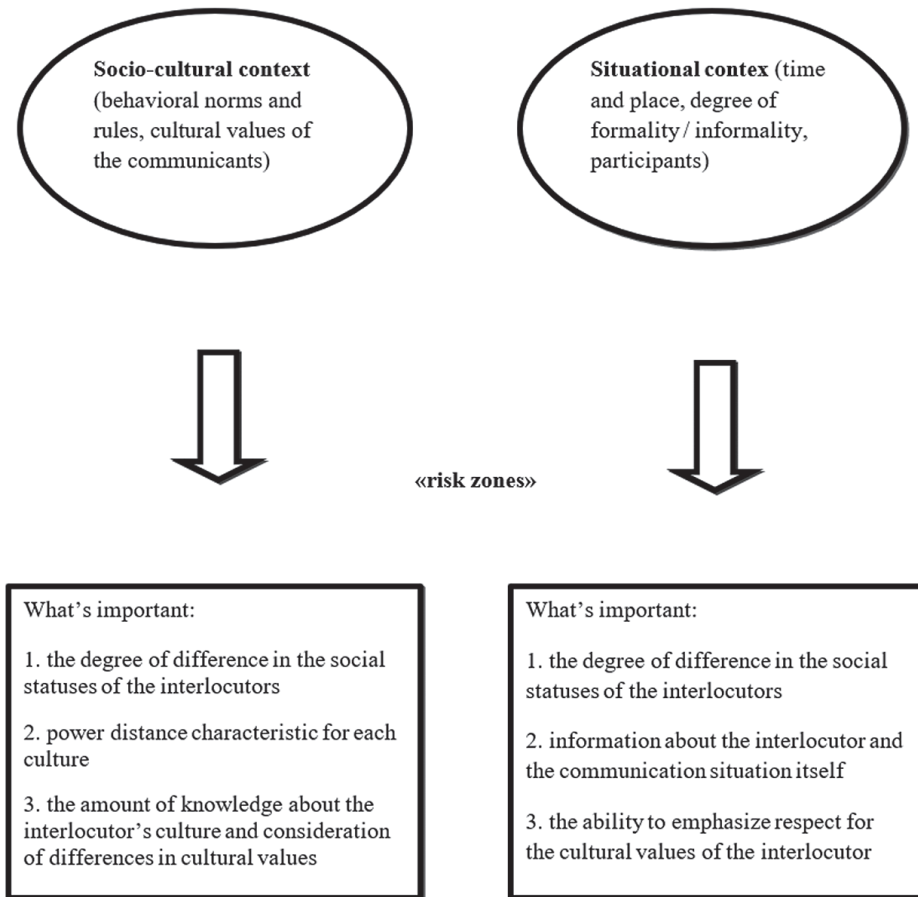 Socio-cultural context
(behavioral norms and
rules, cultural values of
the communicants)
Situational contex (time
and place, degree of
formality / informality,
participants)
«risk zones»
What's important:
1. the degree of difference in the social
statuses of the interlocutors
2. power distance characteristic for each
culture
3. the amount of knowledge about the
interlocutor's culture and consideration
of differences in cultural values
What's important:
1. the degree of difference in the social
statuses of the interlocutors
2. information about the interlocutor and
the communication situation itself
3. the ability to emphasize respect for
the cultural values of the interlocutor